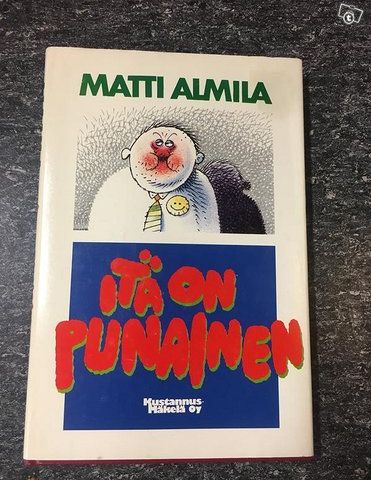 MATTI ALMILA
ITÄ ON
PUNAINEN
Kustannus-
Mäkelä Oy